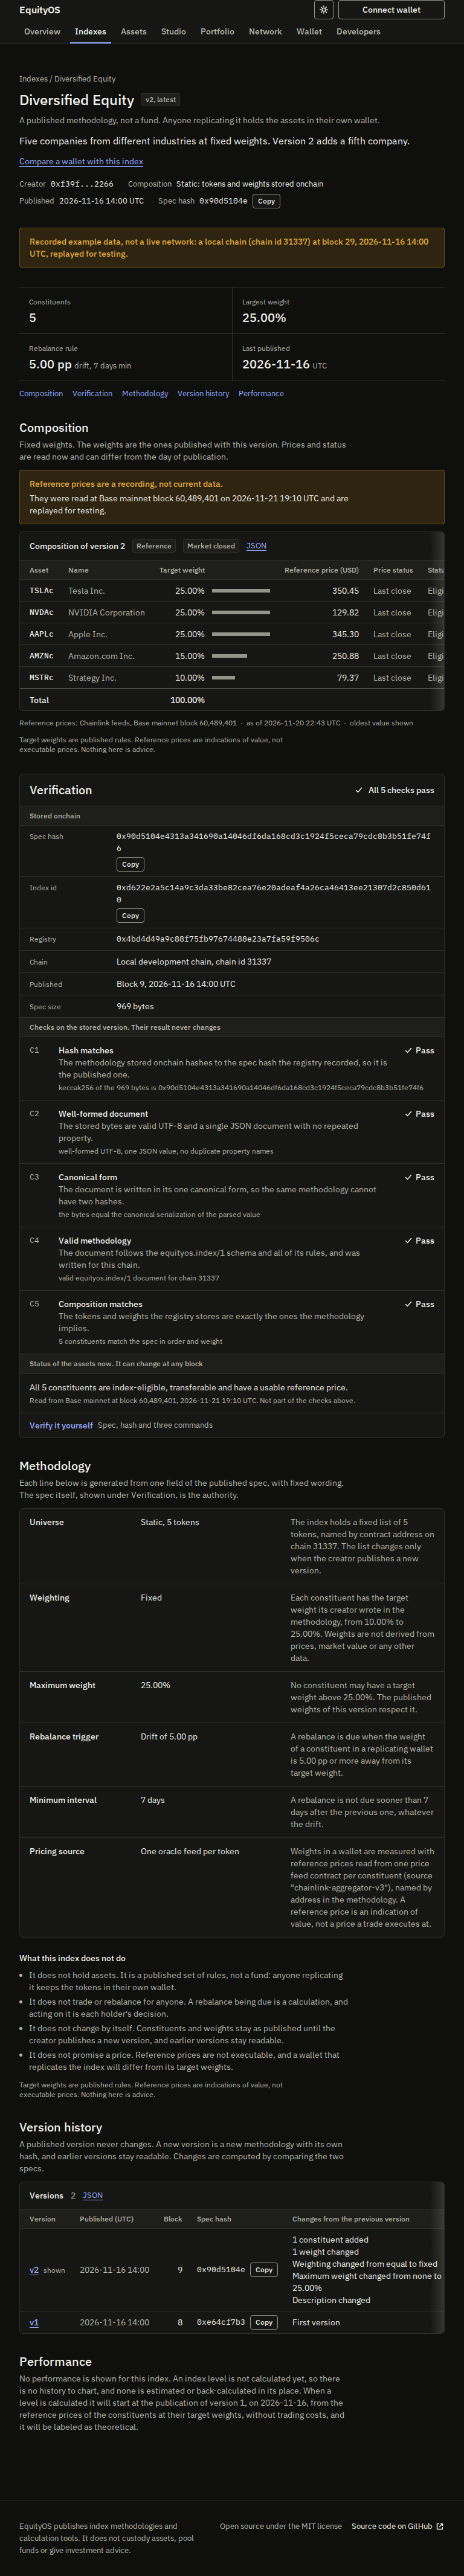 EquityOS
Connect wallet
Overview Indexes Assets Studio Portfolio Network Wallet Developers
Indexes / Diversified Equity
Diversified Equity v2, latest
A published methodology, not a fund. Anyone replicating it holds the assets in their own wallet.
Five companies from different industries at fixed weights. Version 2 adds a fifth company.
Compare a wallet with this index
Creator 0xf39f...2266 Composition Static: tokens and weights stored onchain
Published 2026-11-16 14:00 UTC Spec hash 0x90d5104e Copy
Recorded example data, not a live network: a local chain (chain id 31337) at block 29, 2026-11-16 14:00
UTC, replayed for testing.
Constituents
5
Largest weight
25.00%
Rebalance rule
5.00 pp drift, 7 days min
Last published
2026-11-16 UTC
Composition Verification Methodology Version history Performance
Composition
Fixed weights. The weights are the ones published with this version. Prices and status
are read now and can differ from the day of publication.
Reference prices are a recording, not current data.
They were read at Base mainnet block 60,489,401 on 2026-11-21 19:10 UTC and are
replayed for testing.
Composition of version 2 Reference Market closed JSON
Asset Name Target weight Reference price (USD) Price status Statu
TSLAc Tesla Inc. 25.00% 350.45 Last close Eligi
NVDAc NVIDIA Corporation 25.00% 129.82 Last close Eligi
AAPLc Apple Inc. 25.00% 345.30 Last close Eligi
AMZNc Amazon.com Inc. 15.00% 250.88 Last close Eligi
MSTRc Strategy Inc. 10.00% 79.37 Last close Eligi
Total 100.00%
Reference prices: Chainlink feeds, Base mainnet block 60,489,401 · as of 2026-11-20 22:43 UTC · oldest value shown
Target weights are published rules. Reference prices are indications of value, not
executable prices. Nothing here is advice.
Verification
All 5 checks pass
Stored onchain
Spec hash 0x90d5104e4313a341690a14046df6da168cd3c1924f5ceca79cdc8b3b51fe74f
6
Copy
Index id 0xd622e2a5c14a9c3da33be82cea76e20adeaf4a26ca46413ee21307d2c850d61
0
Copy
Registry 0x4bd4d49a9c88f75fb97674488e23a7fa59f9506c
Chain Local development chain, chain id 31337
Published Block 9, 2026-11-16 14:00 UTC
Spec size 969 bytes
Checks on the stored version. Their result never changes
C1 Hash matches Pass
The methodology stored onchain hashes to the spec hash the registry recorded, so it is
the published one.
keccak256 of the 969 bytes is 0x90d5104e4313a341690a14046df6da168cd3c1924f5ceca79cdc8b3b51fe74f6
C2 Well-formed document Pass
The stored bytes are valid UTF-8 and a single JSON document with no repeated
property.
well-formed UTF-8, one JSON value, no duplicate property names
C3 Canonical form Pass
The document is written in its one canonical form, so the same methodology cannot
have two hashes.
the bytes equal the canonical serialization of the parsed value
C4 Valid methodology Pass
The document follows the equityos.index/1 schema and all of its rules, and was
written for this chain.
valid equityos.index/1 document for chain 31337
C5 Composition matches Pass
The tokens and weights the registry stores are exactly the ones the methodology
implies.
5 constituents match the spec in order and weight
Status of the assets now. It can change at any block
All 5 constituents are index-eligible, transferable and have a usable reference price.
Read from Base mainnet at block 60,489,401, 2026-11-21 19:10 UTC. Not part of the checks above.
Verify it yourself Spec, hash and three commands
Methodology
Each line below is generated from one field of the published spec, with fixed wording.
The spec itself, shown under Verification, is the authority.
Universe Static, 5 tokens The index holds a fixed list of 5
tokens, named by contract address on
chain 31337. The list changes only
when the creator publishes a new
version.
Weighting Fixed Each constituent has the target
weight its creator wrote in the
methodology, from 10.00% to
25.00%. Weights are not derived from
prices, market value or any other
data.
Maximum weight 25.00% No constituent may have a target
weight above 25.00%. The published
weights of this version respect it.
Rebalance trigger Drift of 5.00 pp A rebalance is due when the weight
of a constituent in a replicating wallet
is 5.00 pp or more away from its
target weight.
Minimum interval 7 days A rebalance is not due sooner than 7
days after the previous one, whatever
the drift.
Pricing source One oracle feed per token Weights in a wallet are measured with
reference prices read from one price
feed contract per constituent (source
"chainlink-aggregator-v3"), named by
address in the methodology. A
reference price is an indication of
value, not a price a trade executes at.
What this index does not do
• It does not hold assets. It is a published set of rules, not a fund: anyone replicating
it keeps the tokens in their own wallet.
• It does not trade or rebalance for anyone. A rebalance being due is a calculation, and
acting on it is each holder's decision.
• It does not change by itself. Constituents and weights stay as published until the
creator publishes a new version, and earlier versions stay readable.
• It does not promise a price. Reference prices are not executable, and a wallet that
replicates the index will differ from its target weights.
Target weights are published rules. Reference prices are indications of value, not
executable prices. Nothing here is advice.
Version history
A published version never changes. A new version is a new methodology with its own
hash, and earlier versions stay readable. Changes are computed by comparing the two
specs.
Versions 2 JSON
Version Published (UTC) Block Spec hash Changes from the previous version
v2 shown 2026-11-16 14:00 9 0x90d5104e Copy 1 constituent added
1 weight changed
Weighting changed from equal to fixed
Maximum weight changed from none to
25.00%
Description changed
v1 2026-11-16 14:00 8 0xe64cf7b3 Copy First version
Performance
No performance is shown for this index. An index level is not calculated yet, so there
is no history to chart, and none is estimated or back-calculated in its place. When a
level is calculated it will start at the publication of version 1, on 2026-11-16, from the
reference prices of the constituents at their target weights, without trading costs, and
it will be labeled as theoretical.
EquityOS publishes index methodologies and
calculation tools. It does not custody assets, pool
funds or give investment advice.
Open source under the MIT license Source code on GitHub